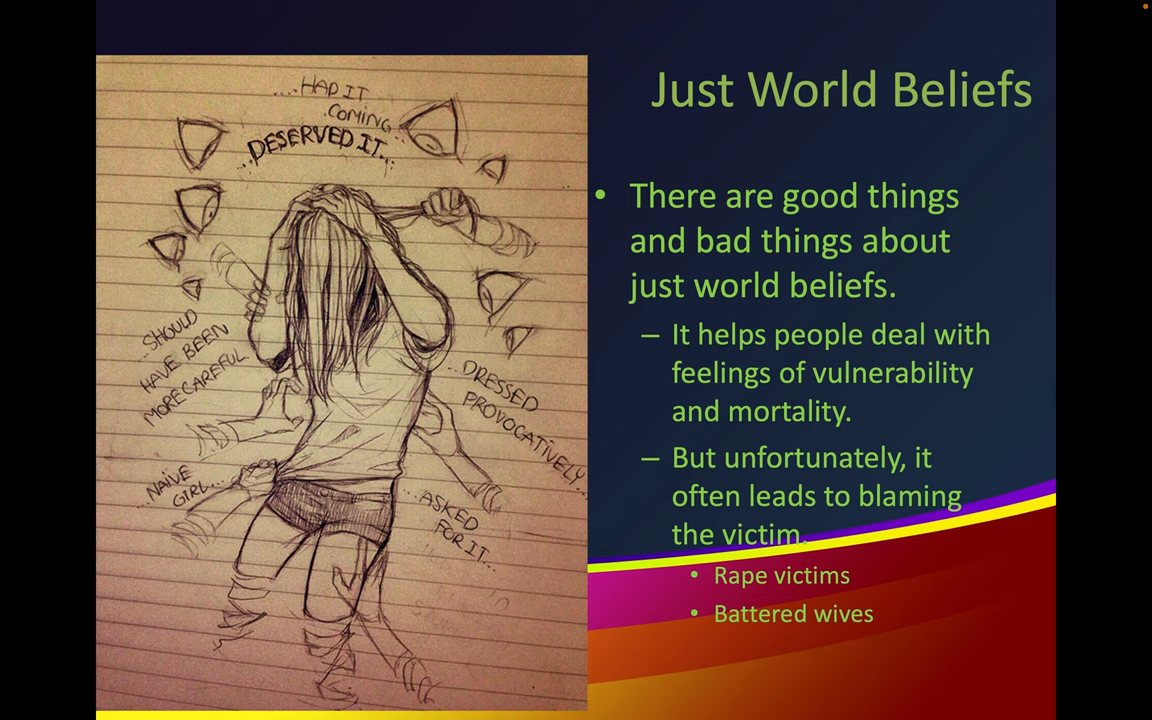 Just World Beliefs
....HAD IT
COMING..
...DESERVED IT...
...SHOULD
HAVE BEEN
MORE CAREFUL
...DRESSED
PROVOCATIVELY...
...NAIVE
GIRL...
...ASKED
FOR IT...
• There are good things
and bad things about
just world beliefs.
– It helps people deal with
feelings of vulnerability
and mortality.
– But unfortunately, it
often leads to blaming
the victim.
• Rape victims
• Battered wives